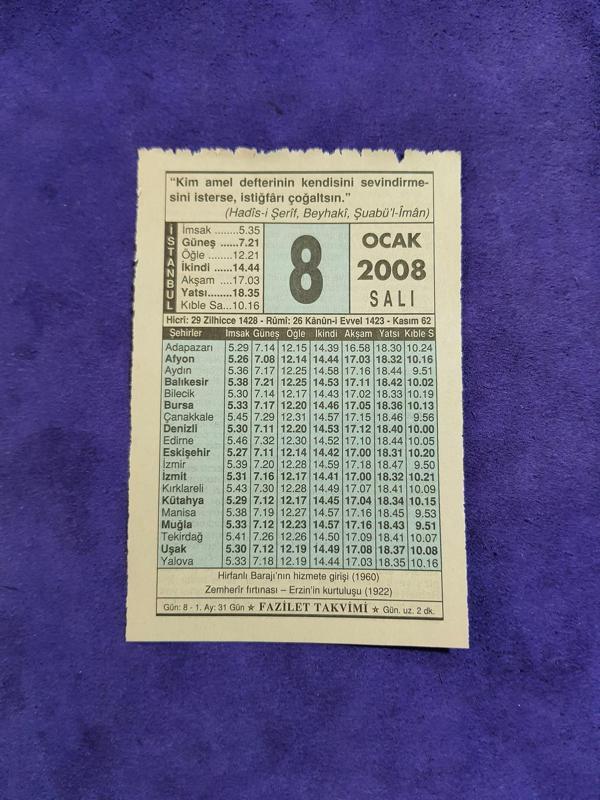 “Kim amel defterinin kendisini sevindirme-
sini isterse, istiğfârı çoğaltsın.”
(Hadîs-i Şerîf, Beyhakî, Şuabü’l-Îmân)
İSTANBUL
İmsak ...... 5.35
Güneş ......7.21
Öğle ........12.21
İkindi .......14.44
Akşam .....17.03
Yatsı........18.35
Kıble Sa...10.16
8
OCAK
2008
SALI
Hicrî: 29 Zilhicce 1428 - Rûmî: 26 Kânûn-i Evvel 1423 - Kasım 62
Şehirler İmsak Güneş Öğle İkindi Akşam Yatsı Kıble S
Adapazarı 5.29 7.14 12.15 14.39 16.58 18.30 10.24
Afyon 5.26 7.08 12.14 14.44 17.03 18.32 10.16
Aydın 5.36 7.17 12.25 14.58 17.16 18.44 9.51
Balıkesir 5.38 7.21 12.25 14.53 17.11 18.42 10.02
Bilecik 5.30 7.14 12.17 14.43 17.02 18.33 10.19
Bursa 5.33 7.17 12.20 14.46 17.05 18.36 10.13
Çanakkale 5.45 7.29 12.31 14.57 17.15 18.46 9.56
Denizli 5.30 7.11 12.20 14.53 17.12 18.40 10.00
Edirne 5.46 7.32 12.30 14.52 17.10 18.44 10.05
Eskişehir 5.27 7.11 12.14 14.42 17.00 18.31 10.20
İzmir 5.39 7.20 12.28 14.59 17.18 18.47 9.50
İzmit 5.31 7.16 12.17 14.41 17.00 18.32 10.21
Kırklareli 5.43 7.30 12.28 14.49 17.07 18.41 10.09
Kütahya 5.29 7.12 12.17 14.45 17.04 18.34 10.15
Manisa 5.38 7.19 12.27 14.57 17.16 18.45 9.53
Muğla 5.33 7.12 12.23 14.57 17.16 18.43 9.51
Tekirdağ 5.41 7.26 12.26 14.50 17.09 18.41 10.07
Uşak 5.30 7.12 12.19 14.49 17.08 18.37 10.08
Yalova 5.33 7.18 12.19 14.44 17.03 18.35 10.16
Hirfanlı Barajı’nın hizmete girişi (1960)
Zemherîr fırtınası – Erzin’in kurtuluşu (1922)
Gün: 8 - 1. Ay: 31 Gün ★ FAZİLET TAKVİMİ ★ Gün. uz. 2 dk.